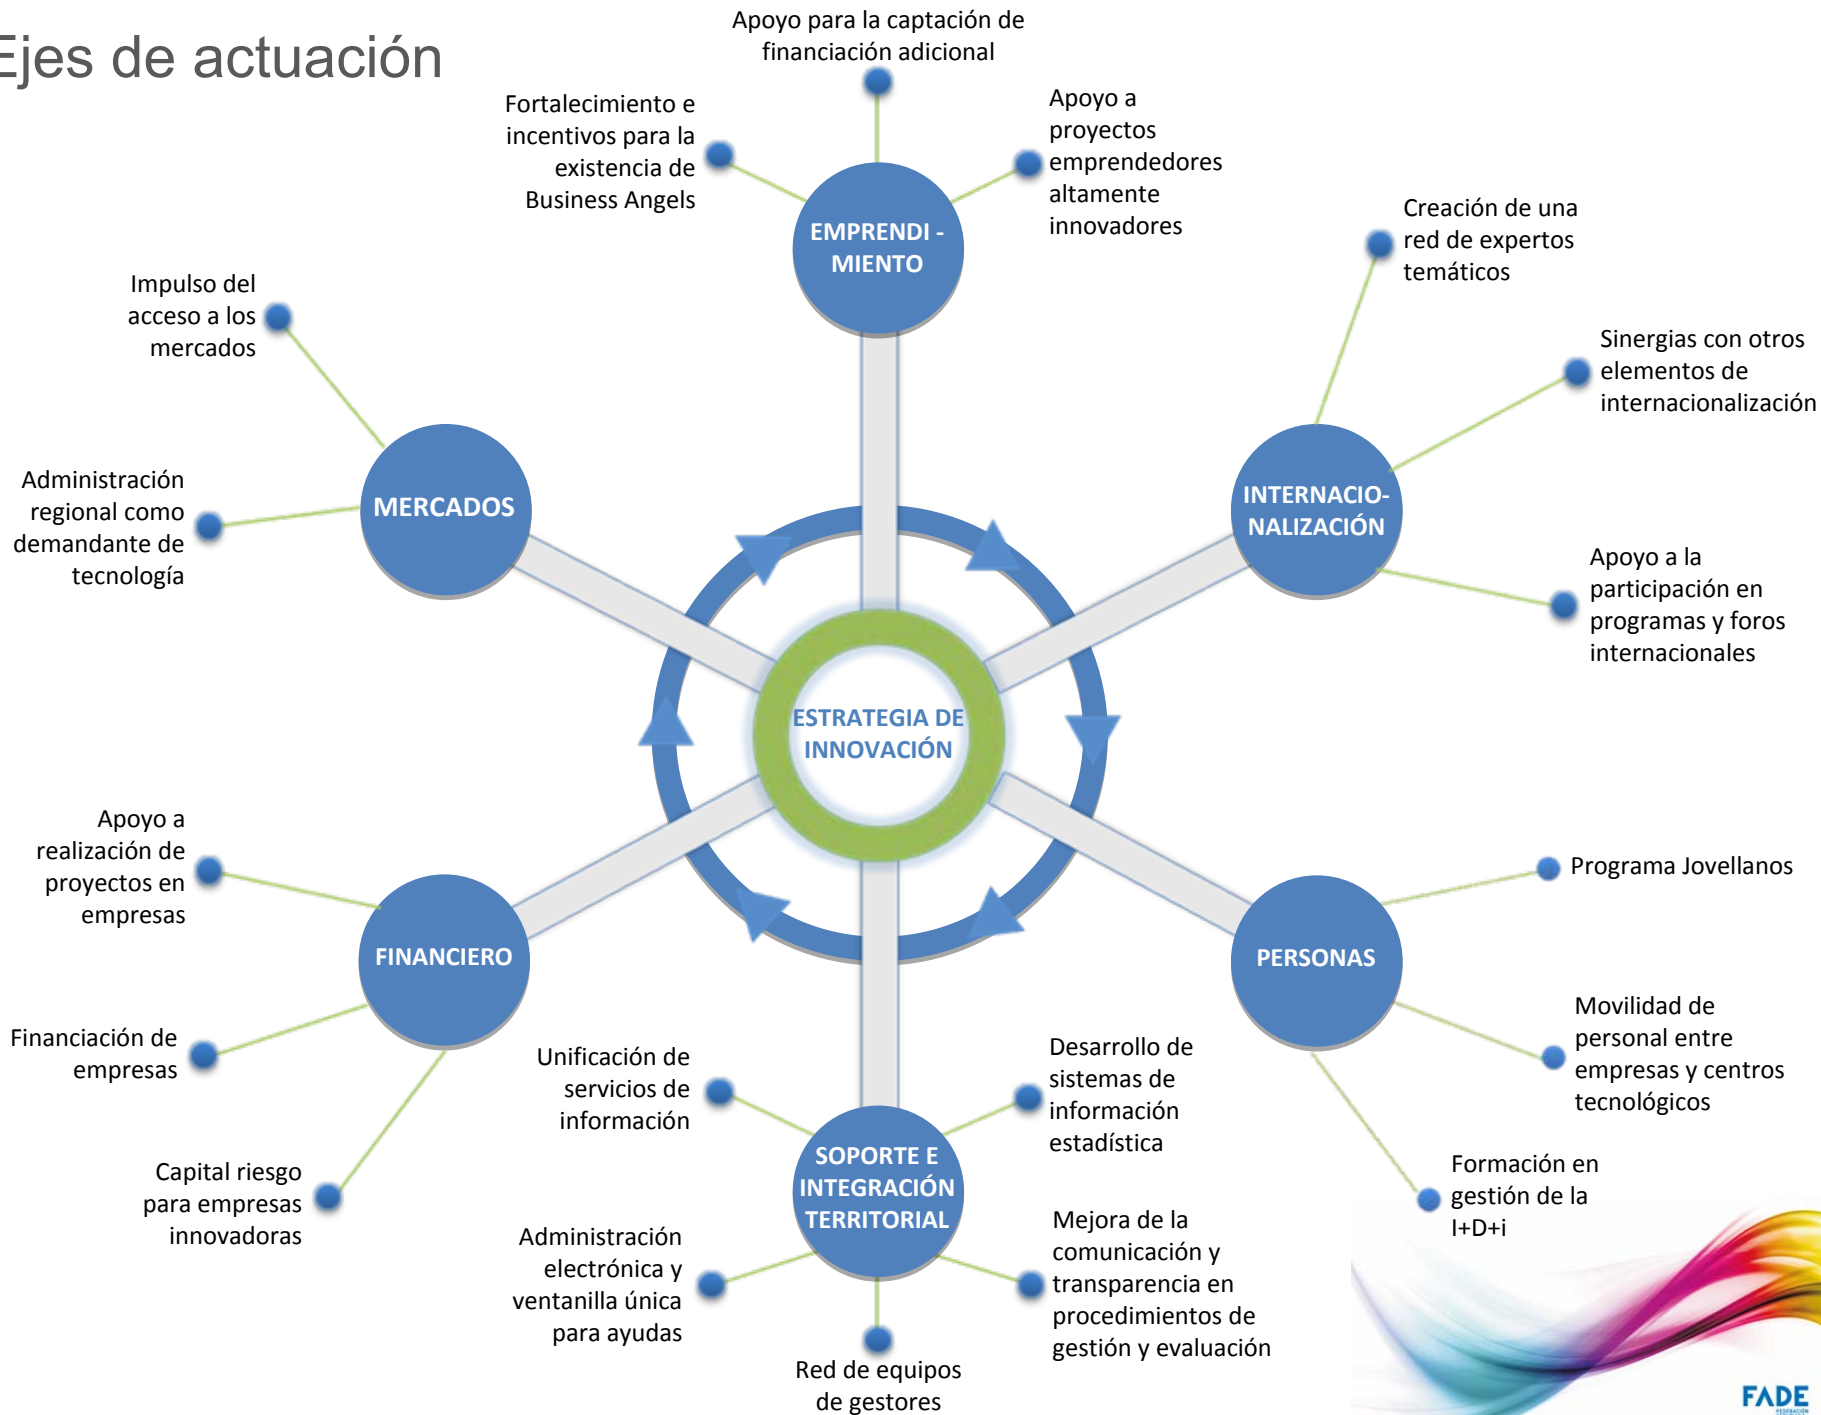 Ejes de actuación
Apoyo para la captación de
financiación adicional
Fortalecimiento e
incentivos para la
existencia de
Business Angels
Apoyo a
proyectos
emprendedores
altamente
innovadores
EMPRENDI -
MIENTO
Creación de una
red de expertos
temáticos
Sinergias con otros
elementos de
internacionalización
Apoyo a la
participación en
programas y foros
internacionales
INTERNACIO-
NALIZACIÓN
Impulso del
acceso a los
mercados
Administración
regional como
demandante de
tecnología
MERCADOS
ESTRATEGIA DE
INNOVACIÓN
Apoyo a
realización de
proyectos en
empresas
Financiación de
empresas
Capital riesgo
para empresas
innovadoras
FINANCIERO
Programa Jovellanos
Movilidad de
personal entre
empresas y centros
tecnológicos
Formación en
gestión de la
I+D+i
PERSONAS
Unificación de
servicios de
información
Desarrollo de
sistemas de
información
estadística
SOPORTE E
INTEGRACIÓN
TERRITORIAL
Administración
electrónica y
ventanilla única
para ayudas
Mejora de la
comunicación y
transparencia en
procedimientos de
gestión y evaluación
Red de equipos
de gestores
FADE
FEDERACIÓN